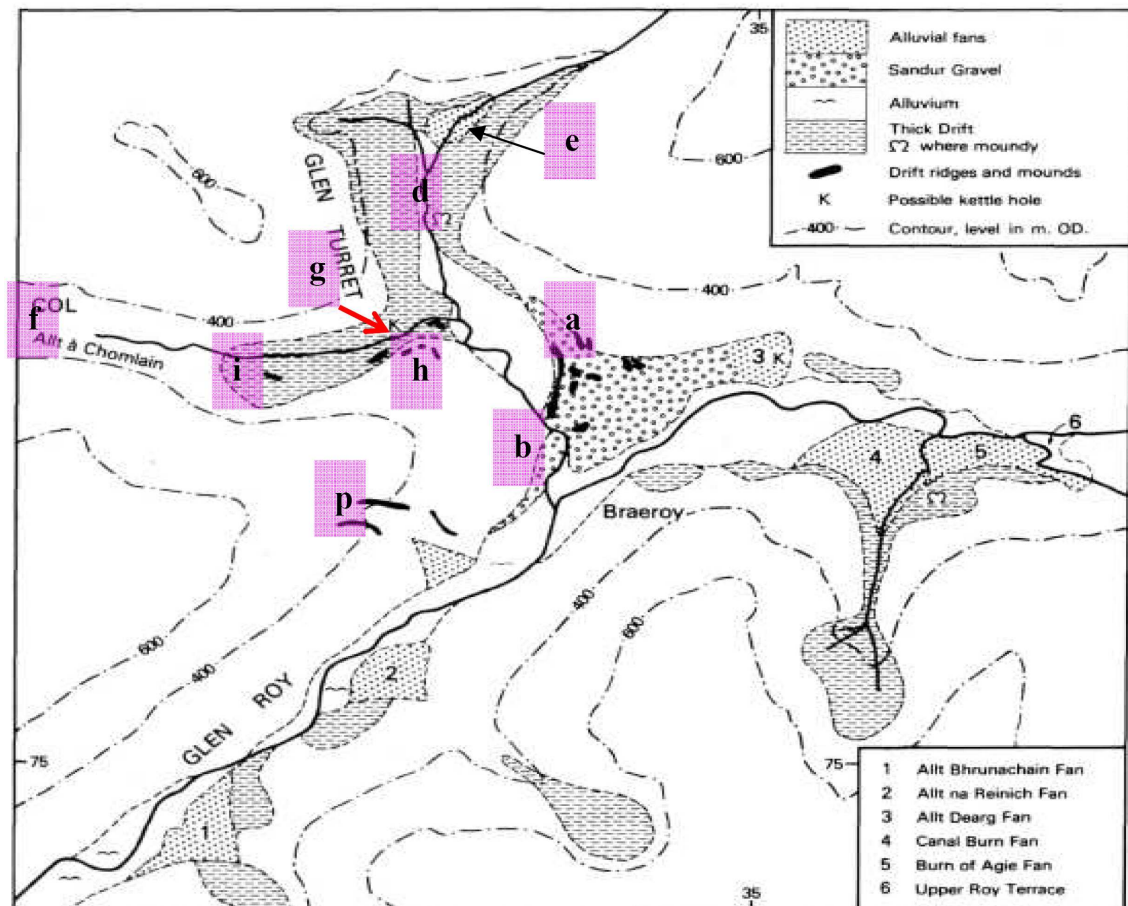 35
Alluvial fans
Sandur Gravel
Alluvium
Thick Drift
where moundy
Drift ridges and mounds
K Possible kettle hole
-400- Contour, level in m. OD.
600
600
e
GLEN TURRET
d
g
400
COL
f
400
a
K
Allt à Chomlain
i
h
3 K
6
b
4
5
p
Braeroy
400
600
600
400
2
GLEN ROY
75
75
1
35
1 Allt Bhrunachain Fan
2 Allt na Reinich Fan
3 Allt Dearg Fan
4 Canal Burn Fan
5 Burn of Agie Fan
6 Upper Roy Terrace